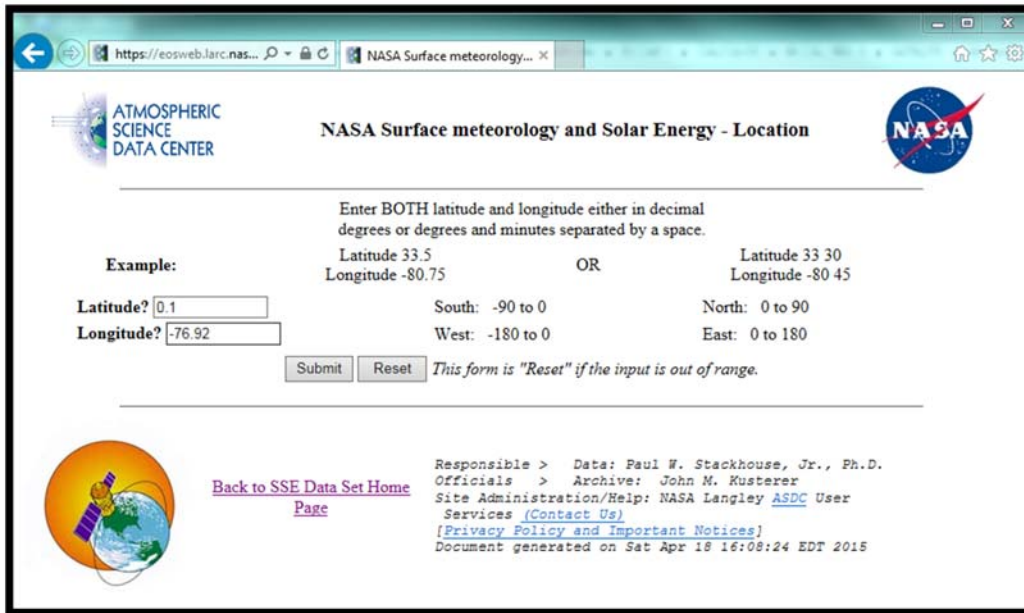 https://eosweb.larc.nas...
NASA Surface meteorology...
ATMOSPHERIC
SCIENCE
DATA CENTER
NASA Surface meteorology and Solar Energy - Location
NASA
Enter BOTH latitude and longitude either in decimal
degrees or degrees and minutes separated by a space.
Example:
Latitude 33.5
Longitude -80.75
OR
Latitude 33 30
Longitude -80 45
Latitude? 0.1 South: -90 to 0 North: 0 to 90
Longitude? -76.92 West: -180 to 0 East: 0 to 180
Submit Reset This form is "Reset" if the input is out of range.
Back to SSE Data Set Home
Page
Responsible > Data: Paul W. Stackhouse, Jr., Ph.D.
Officials > Archive: John M. Kusterer
Site Administration/Help: NASA Langley ASDC User
Services (Contact Us)
[Privacy Policy and Important Notices]
Document generated on Sat Apr 18 16:08:24 EDT 2015